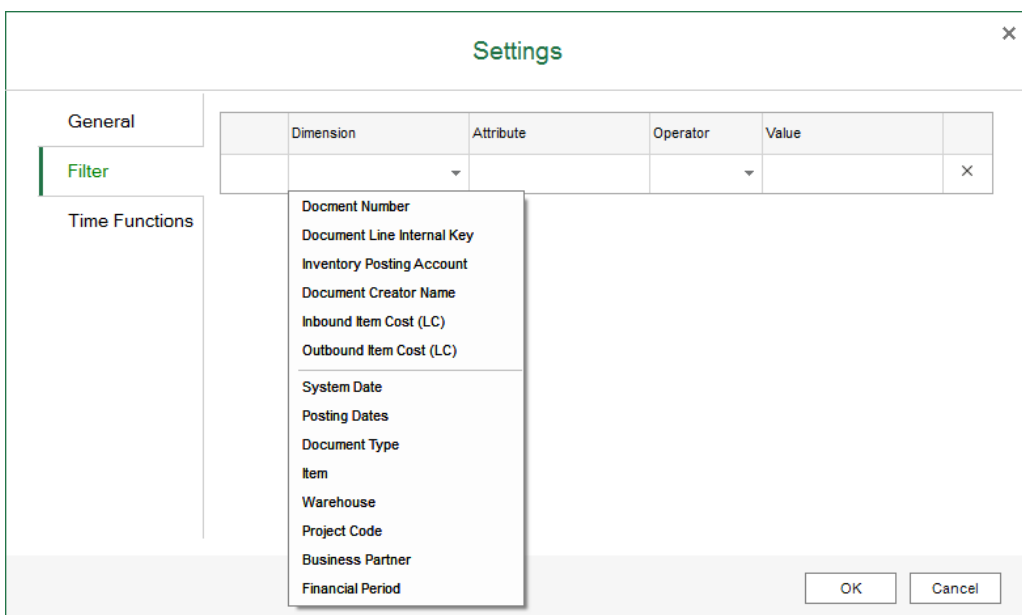 Settings
General
Filter
Time Functions
Dimension Attribute Operator Value
Docment Number
Document Line Internal Key
Inventory Posting Account
Document Creator Name
Inbound Item Cost (LC)
Outbound Item Cost (LC)
System Date
Posting Dates
Document Type
Item
Warehouse
Project Code
Business Partner
Financial Period
OK Cancel